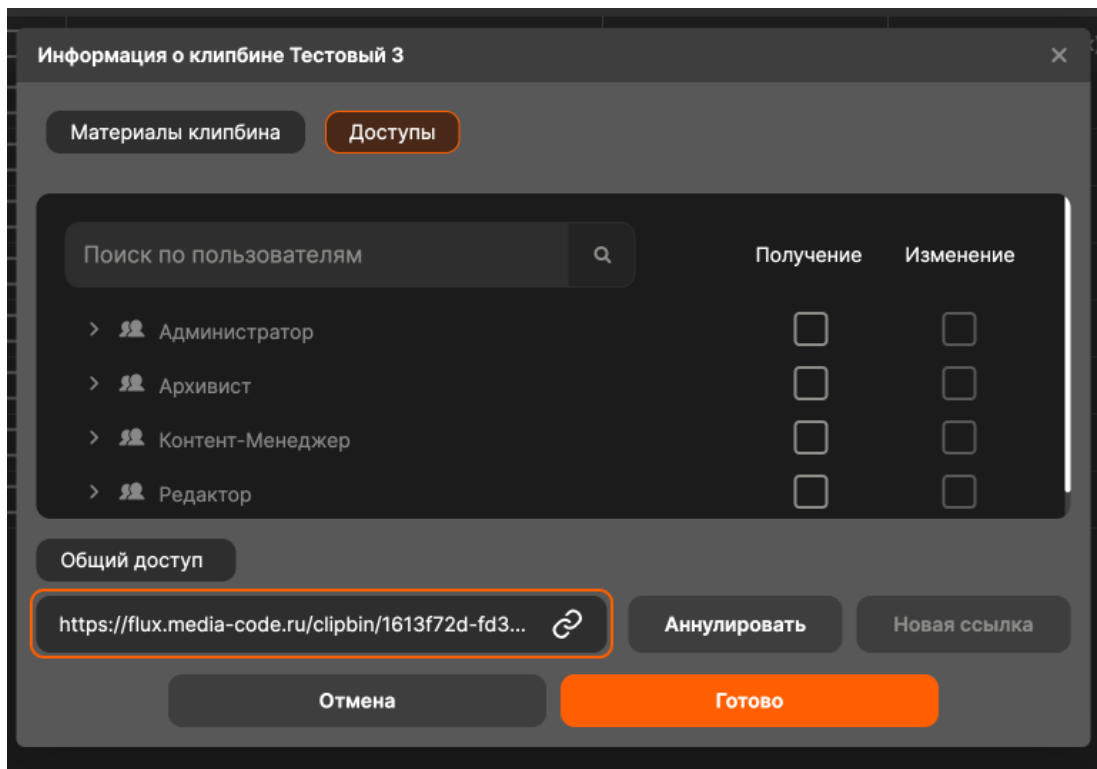 Информация о клипбине Тестовый 3
Материалы клипбина Доступы
Поиск по пользователям Получение Изменение
Администратор
Архивист
Контент-Менеджер
Редактор
Общий доступ
https://flux.media-code.ru/clipbin/1613f72d-fd3... Аннулировать Новая ссылка
Отмена Готово